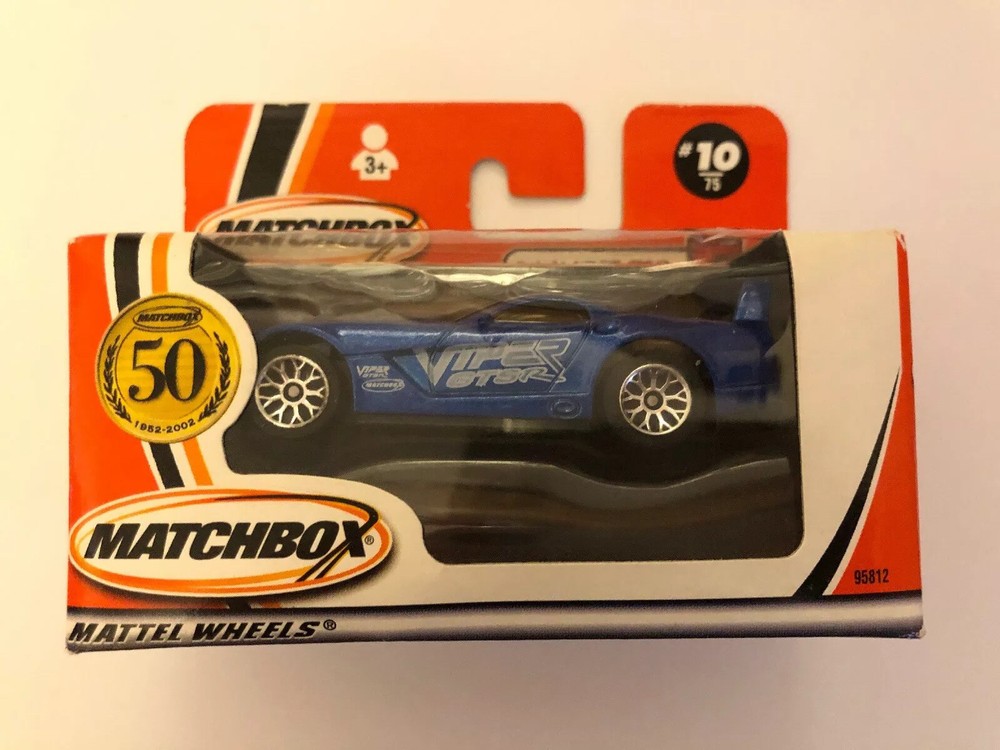 3+
#10
75
MATCHBOX
MATCHBOX
50
1952-2002
VIPER
GTSR
MATCHBOX
VIPER
GTSR
MATCHBOX®
95812
MATTEL WHEELS®